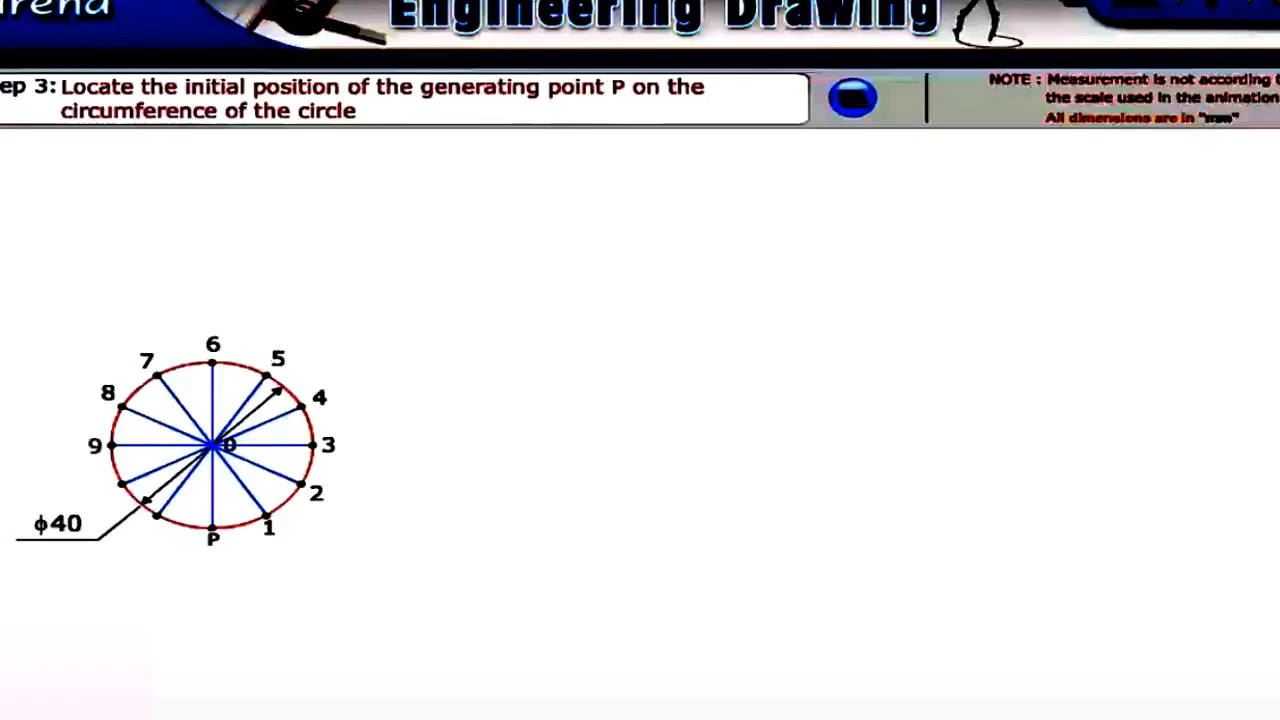 Engineering Drawing
ep 3: Locate the initial position of the generating point P on the
circumference of the circle
NOTE : Measurement is not according
the scale used in the animation
All dimensions are in "mm"
6
7
5
8
4
9
0
3
2
ϕ40
1
P